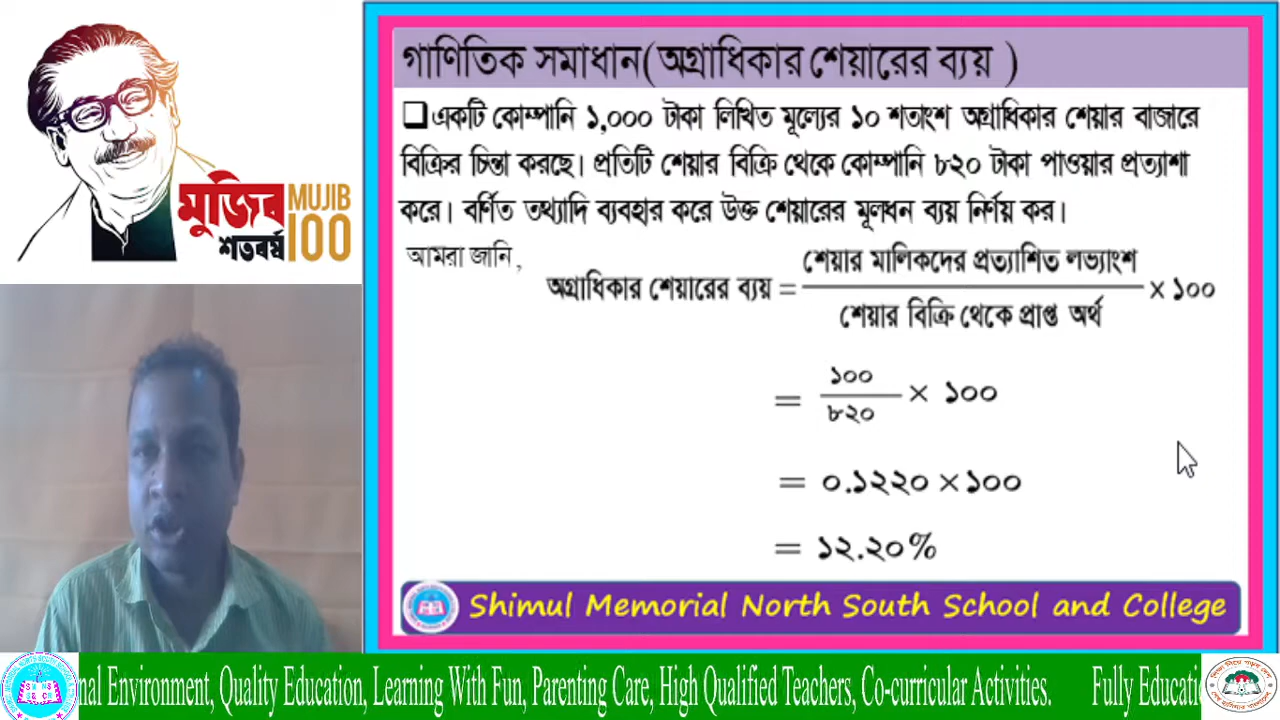 গাণিতিক সমাধান(অগ্রাধিকার শেয়ারের ব্যয় )
❑একটি কোম্পানি ১,০০০ টাকা লিখিত মূল্যের ১০ শতাংশ অগ্রাধিকার শেয়ার বাজারে
বিক্রির চিন্তা করছে। প্রতিটি শেয়ার বিক্রি থেকে কোম্পানি ৮২০ টাকা পাওয়ার প্রত্যাশা
করে। বর্ণিত তথ্যাদি ব্যবহার করে উক্ত শেয়ারের মূলধন ব্যয় নির্ণয় কর।
আমরা জানি,
অগ্রাধিকার শেয়ারের ব্যয় = শেয়ার মালিকদের প্রত্যাশিত লভ্যাংশ / শেয়ার বিক্রি থেকে প্রাপ্ত অর্থ × ১০০
= ১০০ / ৮২০ × ১০০
= ০.১২২০ ×১০০
= ১২.২০%
মুজিব
শতবর্ষ
MUJIB
100
Shimul Memorial North South School and College
nal Environment, Quality Education, Learning With Fun, Parenting Care, High Qualified Teachers, Co-curricular Activities. Fully Educatio